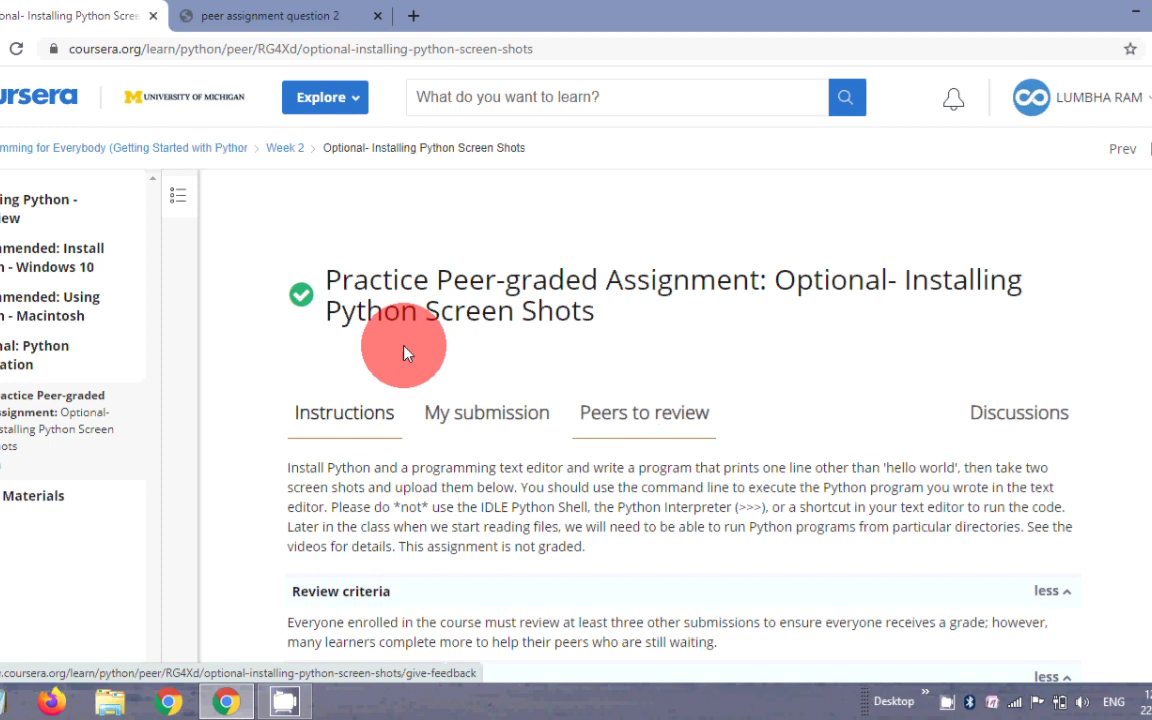 onal- Installing Python Scree
peer assignment question 2
coursera.org/learn/python/peer/RG4Xd/optional-installing-python-screen-shots
ursera
UNIVERSITY OF MICHIGAN
Explore
What do you want to learn?
LUMBHA RAM
mming for Everybody (Getting Started with Python
Week 2
Optional- Installing Python Screen Shots
Prev
ing Python -
iew
mmended: Install
n - Windows 10
mmended: Using
n - Macintosh
nal: Python
ation
actice Peer-graded
ssignment: Optional-
stalling Python Screen
ots
Materials
Practice Peer-graded Assignment: Optional- Installing
Python Screen Shots
Instructions
My submission
Peers to review
Discussions
Install Python and a programming text editor and write a program that prints one line other than 'hello world', then take two
screen shots and upload them below. You should use the command line to execute the Python program you wrote in the text
editor. Please do *not* use the IDLE Python Shell, the Python Interpreter (>>>), or a shortcut in your text editor to run the code.
Later in the class when we start reading files, we will need to be able to run Python programs from particular directories. See the
videos for details. This assignment is not graded.
Review criteria
less
Everyone enrolled in the course must review at least three other submissions to ensure everyone receives a grade; however,
many learners complete more to help their peers who are still waiting.
less
.coursera.org/learn/python/peer/RG4Xd/optional-installing-python-screen-shots/give-feedback
Desktop
ENG
22